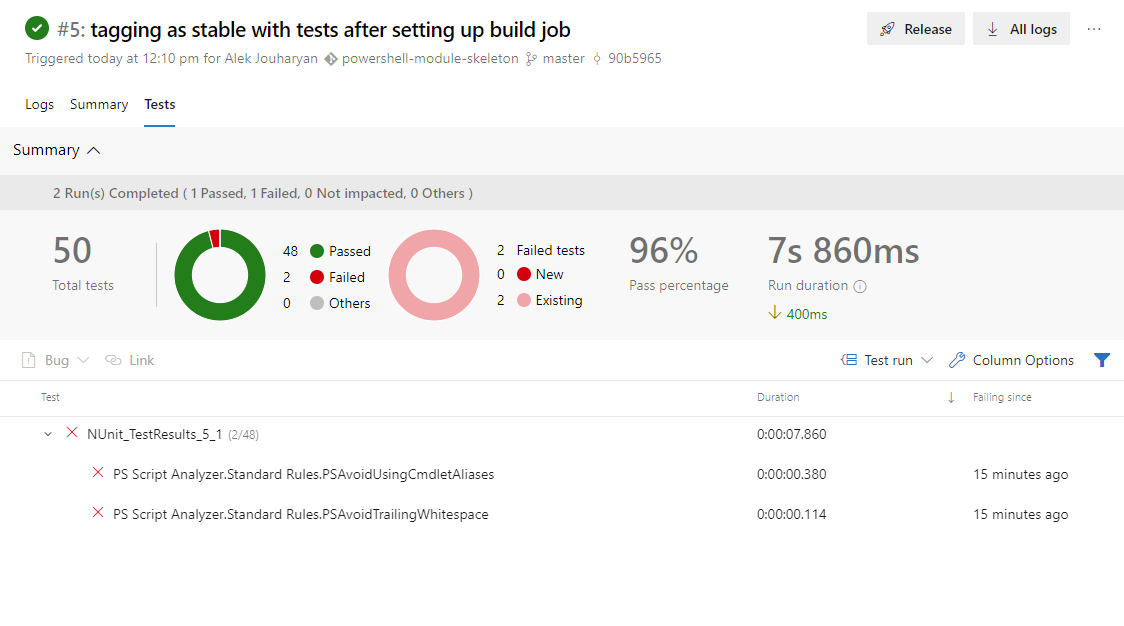 #5: tagging as stable with tests after setting up build job
Release
All logs
...
Triggered today at 12:10 pm for Alek Jouharyan powershell-module-skeleton master 90b5965
Logs Summary Tests
Summary
2 Run(s) Completed ( 1 Passed, 1 Failed, 0 Not impacted, 0 Others )
50
Total tests
48 Passed
2 Failed
0 Others
2 Failed tests
0 New
2 Existing
96%
Pass percentage
7s 860ms
Run duration
400ms
Bug Link Test run Column Options
Test Duration Failing since
NUnit_TestResults_5_1 (2/48) 0:00:07.860
PS Script Analyzer.Standard Rules.PSAvoidUsingCmdletAliases 0:00:00.380 15 minutes ago
PS Script Analyzer.Standard Rules.PSAvoidTrailingWhitespace 0:00:00.114 15 minutes ago